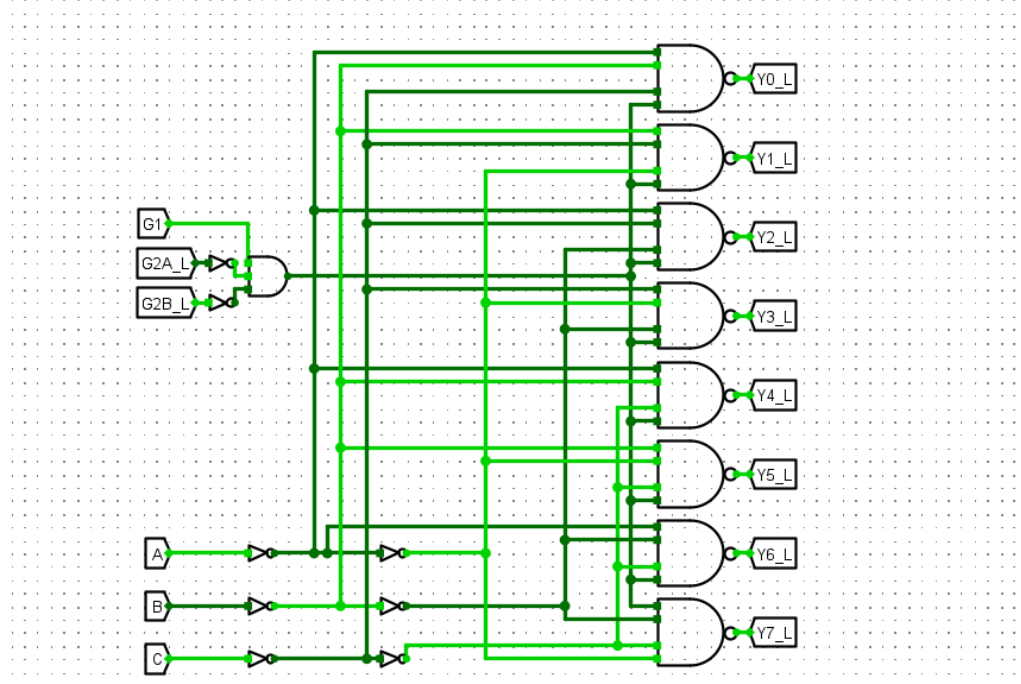 Y0_L
Y1_L
G1
Y2_L
G2A_L
G2B_L
Y3_L
Y4_L
Y5_L
A
Y6_L
B
Y7_L
C